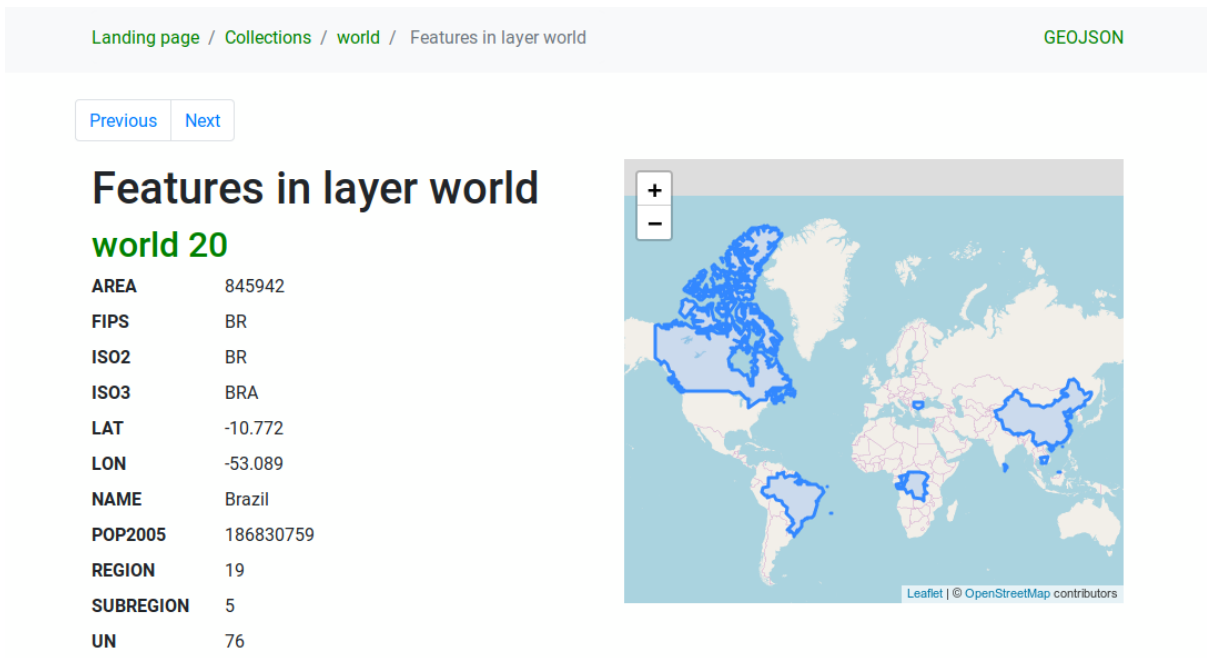 Landing page / Collections / world / Features in layer world GEOJSON
Previous Next
Features in layer world
world 20
AREA 845942
FIPS BR
ISO2 BR
ISO3 BRA
LAT -10.772
LON -53.089
NAME Brazil
POP2005 186830759
REGION 19
SUBREGION 5
UN 76
+
−
Leaflet | © OpenStreetMap contributors